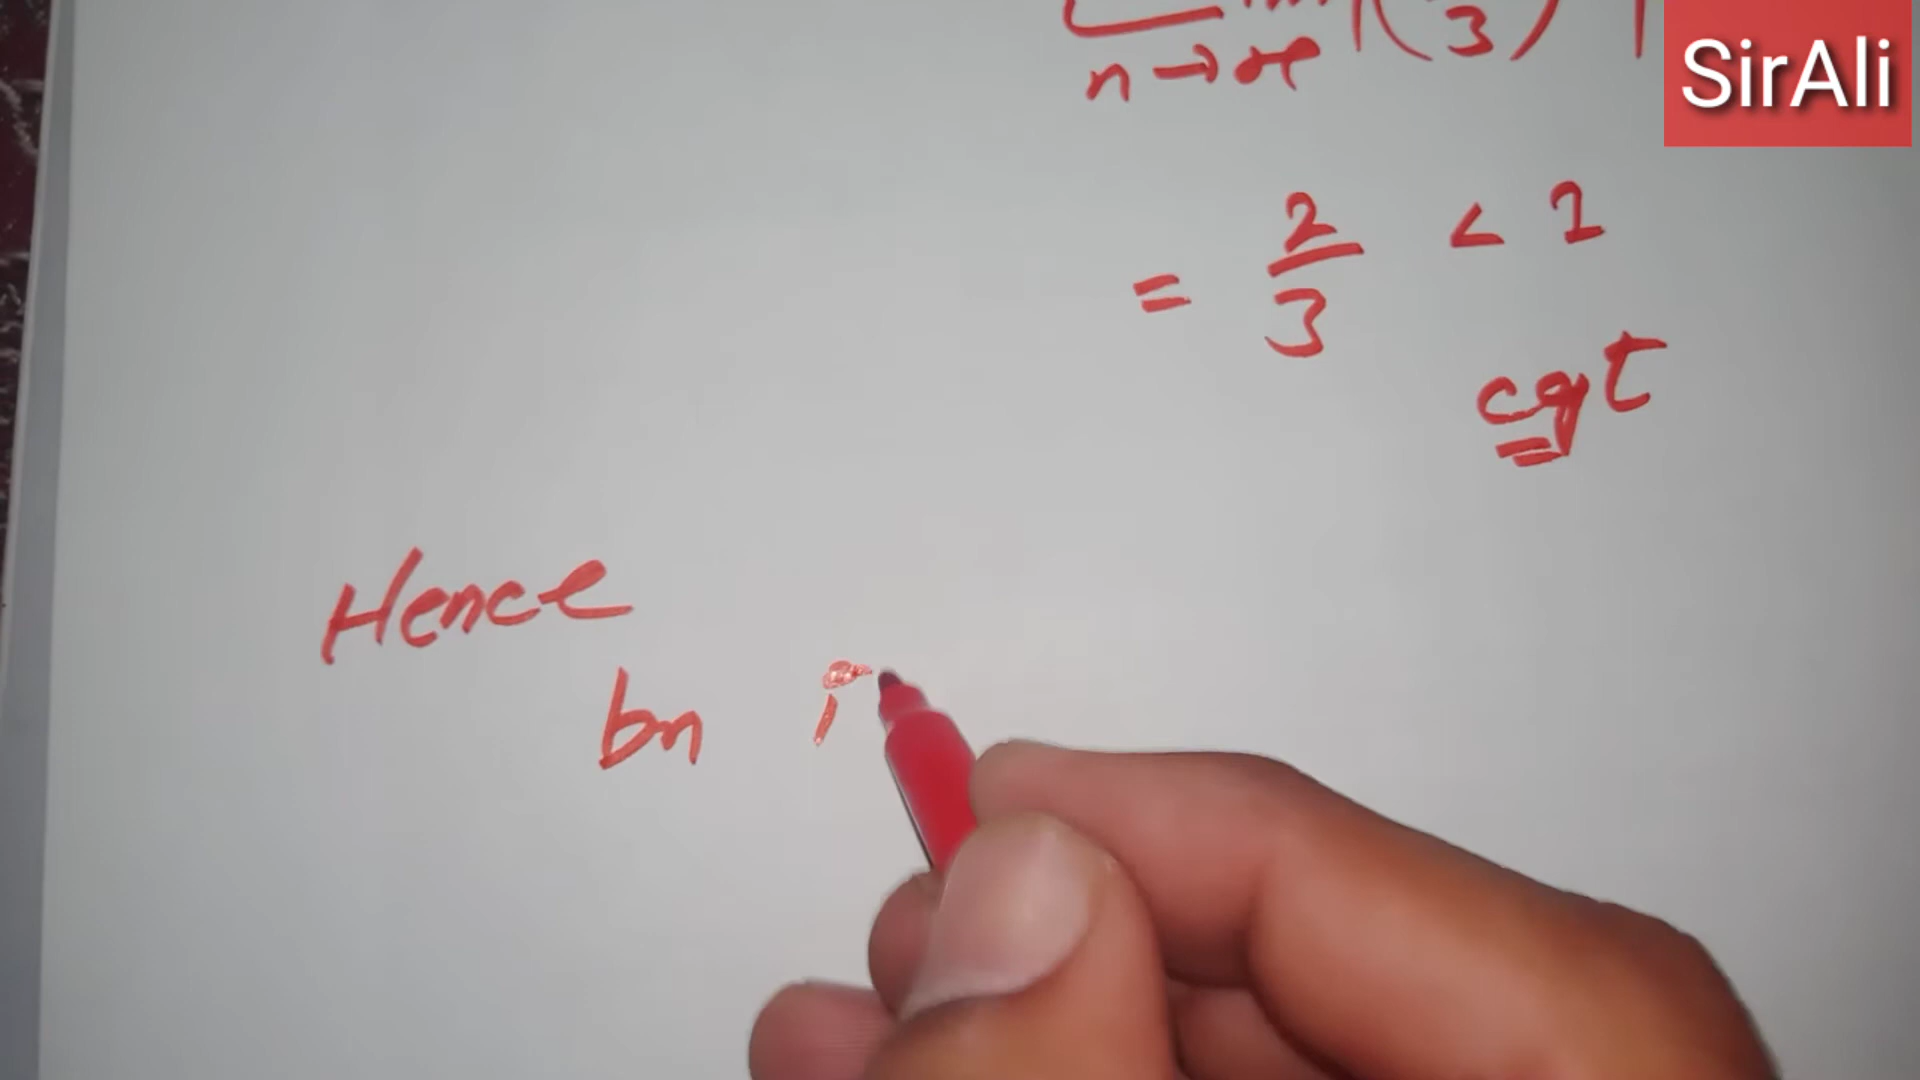 SirAli
n→∞ |(3)|
= 2/3 < 1
cgt
Hence
bn i